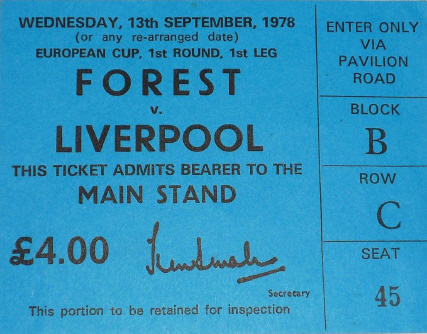 WEDNESDAY, 13th SEPTEMBER, 1978
(or any re-arranged date)
EUROPEAN CUP, 1st ROUND, 1st LEG
FOREST
v.
LIVERPOOL
THIS TICKET ADMITS BEARER TO THE
MAIN STAND
£4.00
Secretary
This portion to be retained for inspection
ENTER ONLY
VIA
PAVILION
ROAD
BLOCK
B
ROW
C
SEAT
45